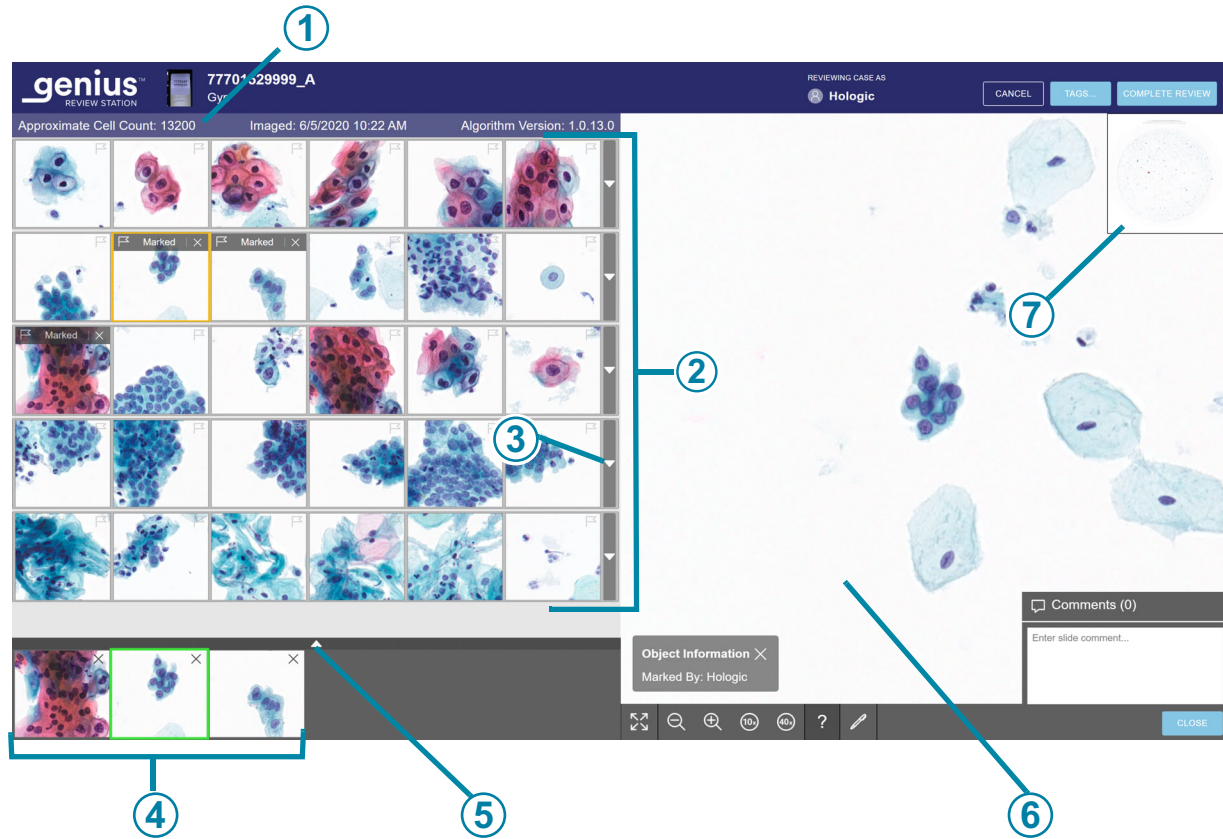 1
genius™
REVIEW STATION
77701529999_A
Gyn
REVIEWING CASE AS
Hologic
CANCEL
TAGS...
COMPLETE REVIEW
Approximate Cell Count: 13200
Imaged: 6/5/2020 10:22 AM
Algorithm Version: 1.0.13.0
Marked
Marked
Marked
7
2
3
Comments (0)
Enter slide comment...
Object Information
Marked By: Hologic
10x
40x
?
CLOSE
4
5
6